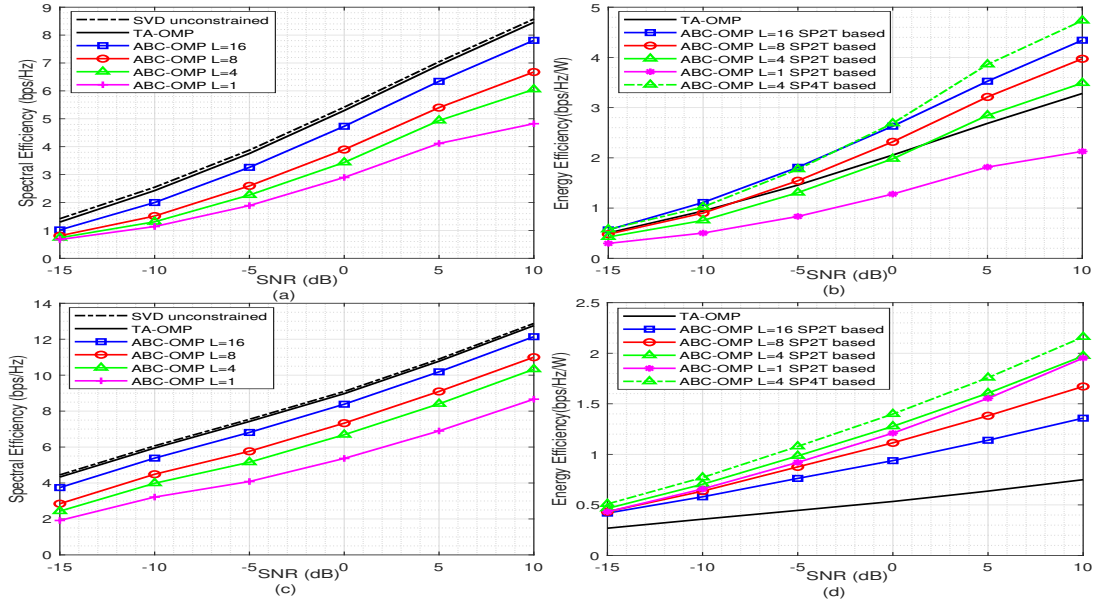 Spectral Efficiency (bps/Hz)
9
8
7
6
5
4
3
2
1
0
SVD unconstrained
TA-OMP
ABC-OMP L=16
ABC-OMP L=8
ABC-OMP L=4
ABC-OMP L=1
-15 -10 -5 0 5 10
SNR (dB)
(a)
Energy Efficiency(bps/Hz/W)
5
4
3
2
1
0
TA-OMP
ABC-OMP L=16 SP2T based
ABC-OMP L=8 SP2T based
ABC-OMP L=4 SP2T based
ABC-OMP L=1 SP2T based
ABC-OMP L=4 SP4T based
-15 -10 -5 0 5 10
SNR (dB)
(b)
Spectral Efficiency (bps/Hz)
14
12
10
8
6
4
2
0
SVD unconstrained
TA-OMP
ABC-OMP L=16
ABC-OMP L=8
ABC-OMP L=4
ABC-OMP L=1
-15 -10 -5 0 5 10
SNR (dB)
(c)
Energy Efficiency(bps/Hz/W)
2.5
2
1.5
1
0.5
0
TA-OMP
ABC-OMP L=16 SP2T based
ABC-OMP L=8 SP2T based
ABC-OMP L=4 SP2T based
ABC-OMP L=1 SP2T based
ABC-OMP L=4 SP4T based
-15 -10 -5 0 5 10
SNR (dB)
(d)